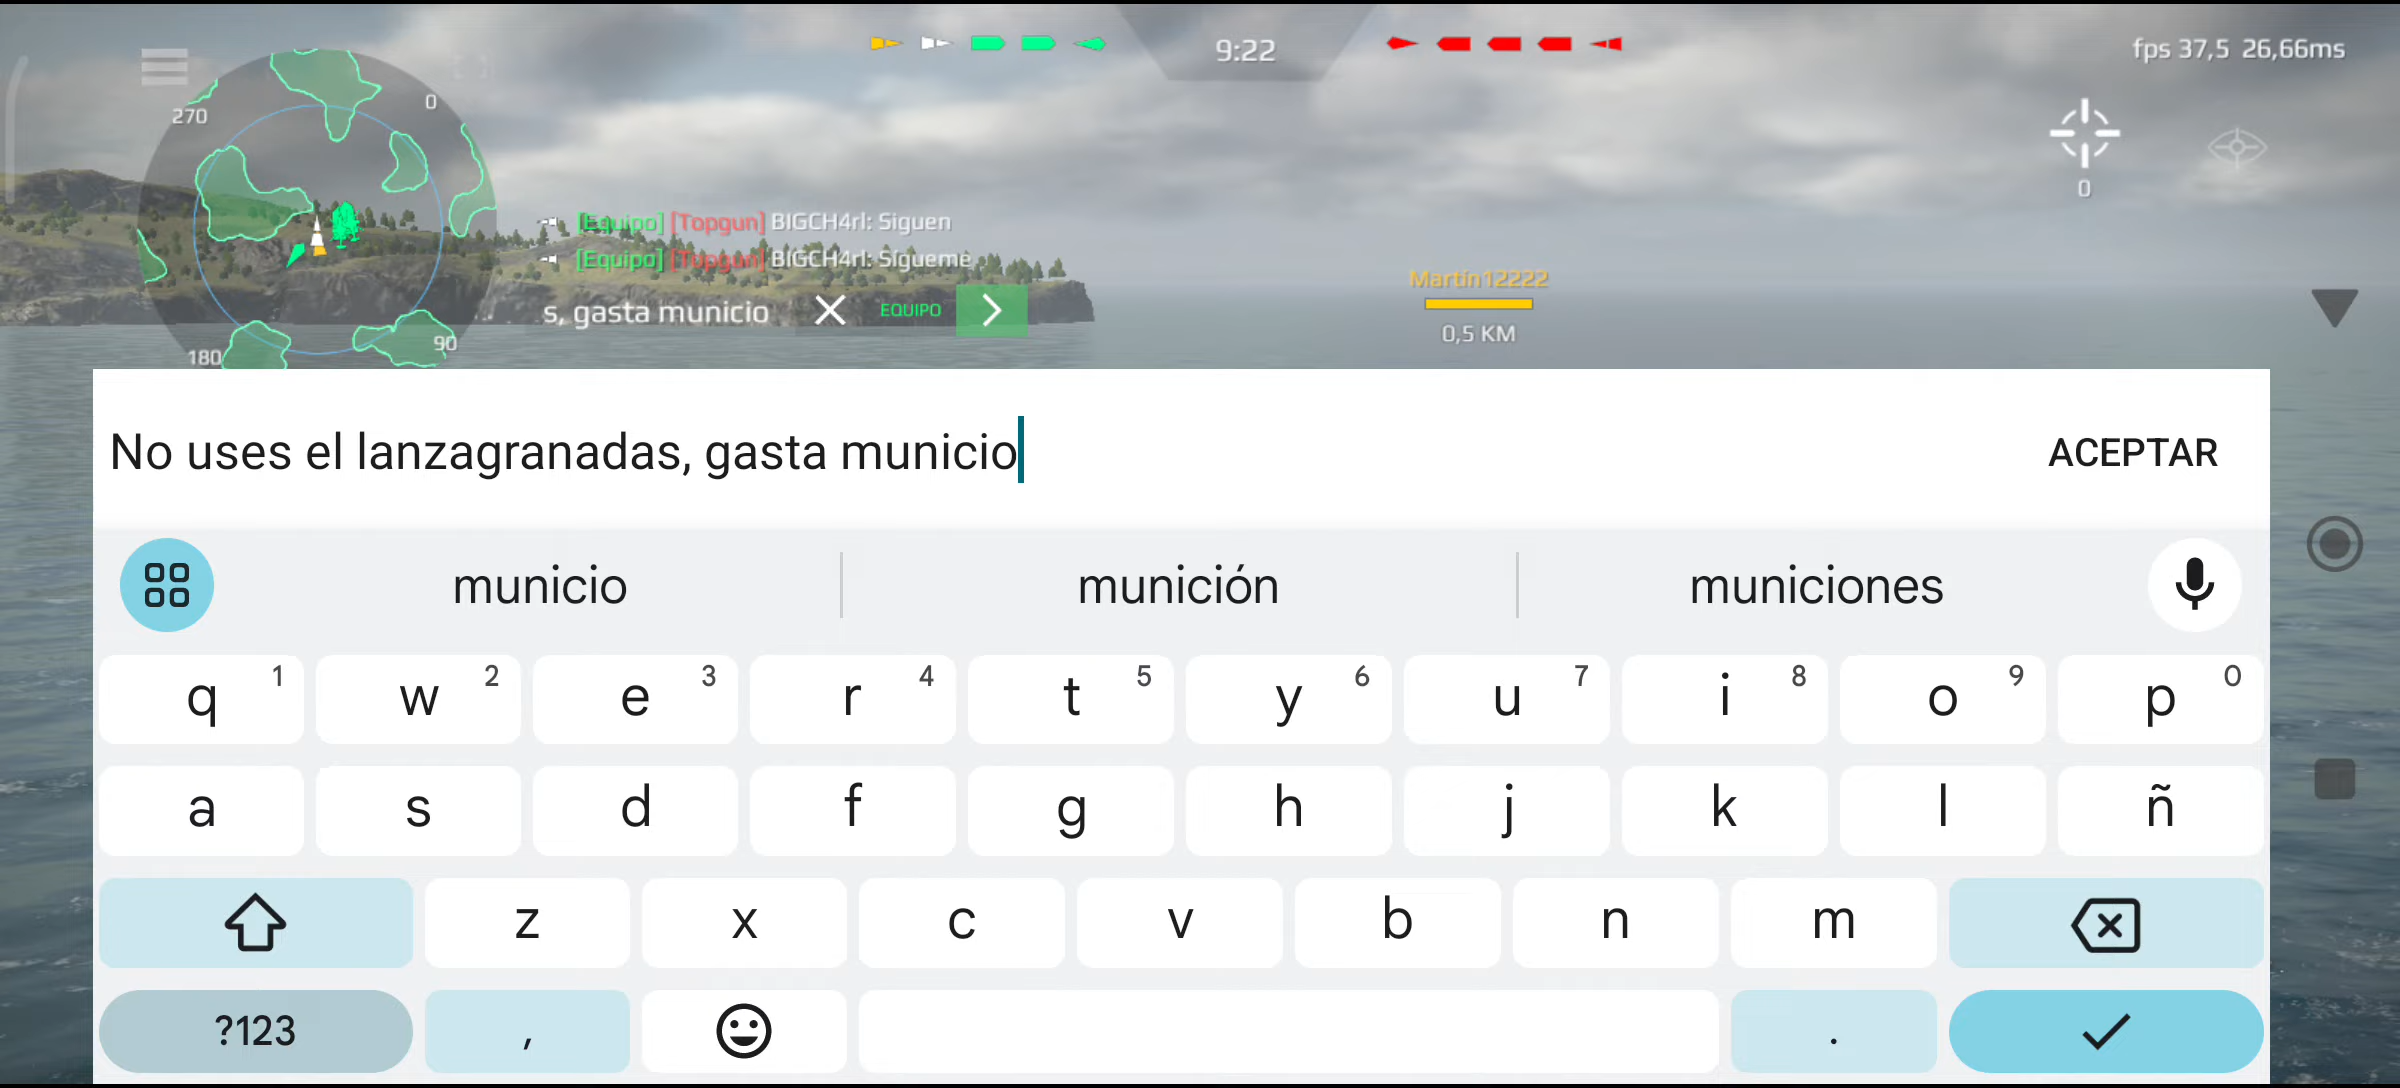 9:22
fps 37,5 26,66ms
270
0
0
[Equipo] [Topgun] BIGCH4rl: Siguen
[Equipo] [Topgun] BIGCH4rl: Sígueme
Martin12222
s, gasta municio
EQUIPO
0,5 KM
180
90
No uses el lanzagranadas, gasta municio
ACEPTAR
municio
munición
municiones
q 1 w 2 e 3 r 4 t 5 y 6 u 7 i 8 o 9 p 0
a s d f g h j k l ñ
z x c v b n m
?123 , .